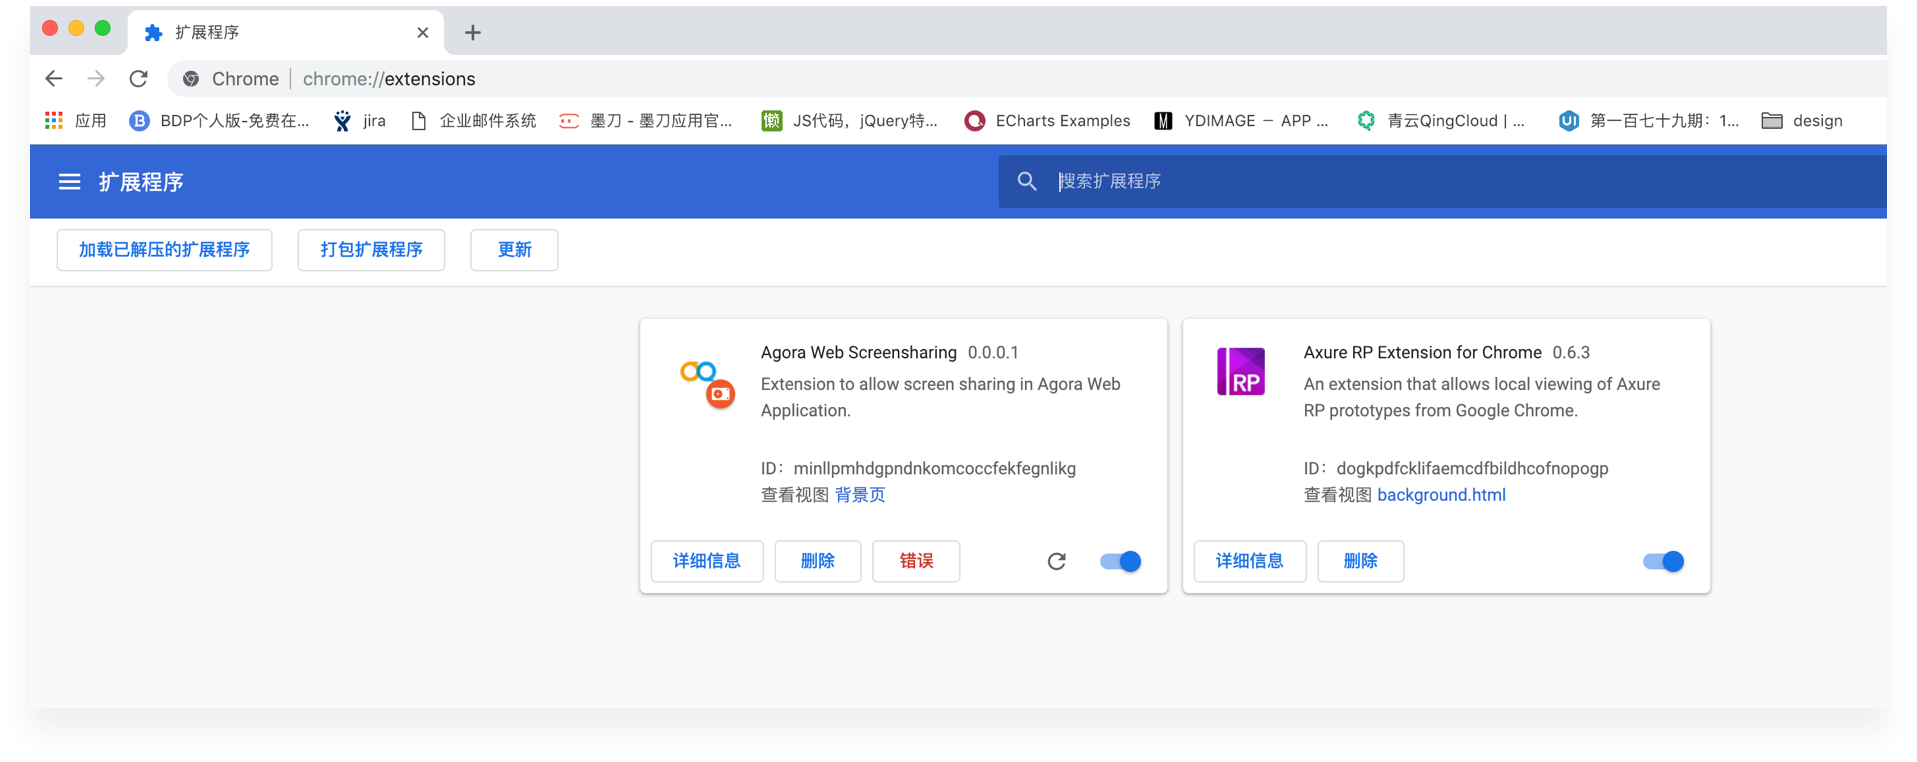 扩展程序
Chrome
chrome://extensions
应用
BDP个人版-免费在...
jira
企业邮件系统
墨刀 - 墨刀应用官...
懒
JS代码，jQuery特...
ECharts Examples
YDIMAGE － APP ...
青云QingCloud | ...
第一百七十九期：1...
design
扩展程序
搜索扩展程序
加载已解压的扩展程序
打包扩展程序
更新
Agora Web Screensharing 0.0.0.1
Extension to allow screen sharing in Agora Web
Application.
ID：minllpmhdgpndnkomcoccfekfegnlikg
查看视图 背景页
详细信息
删除
错误
RP
Axure RP Extension for Chrome 0.6.3
An extension that allows local viewing of Axure
RP prototypes from Google Chrome.
ID：dogkpdfcklifaemcdfbildhcofnopogp
查看视图 background.html
详细信息
删除